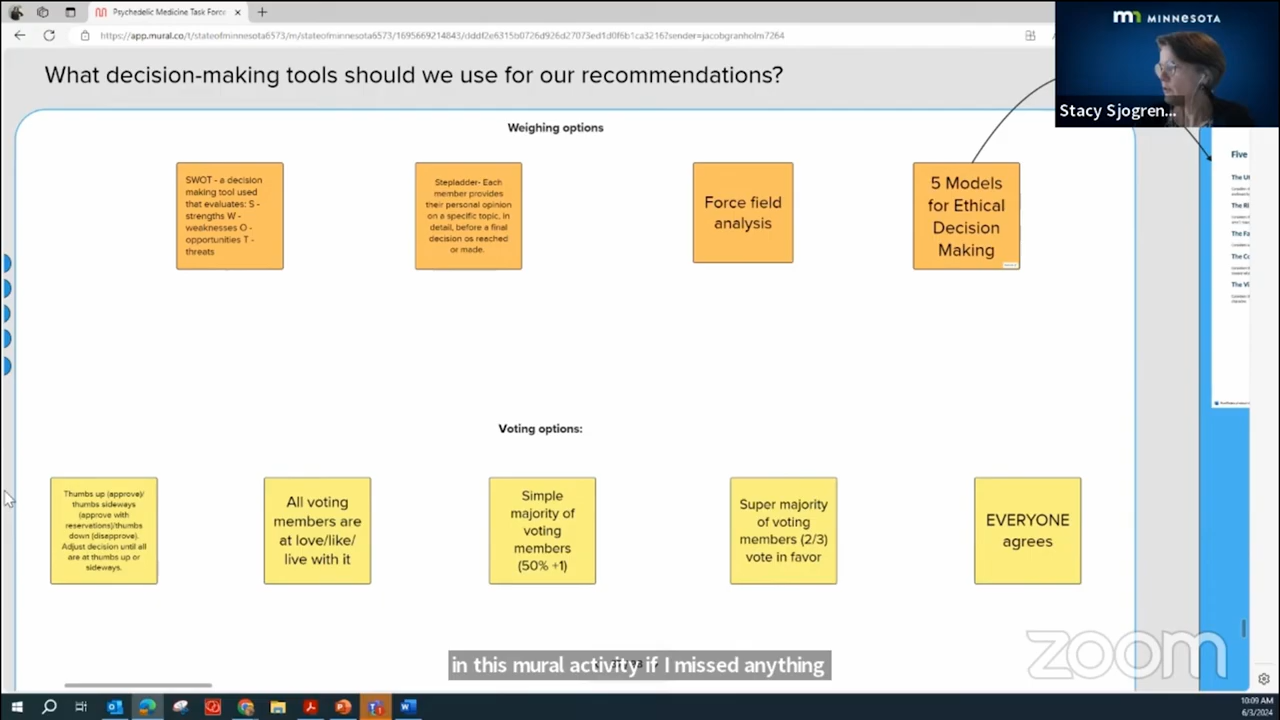 Psychedelic Medicine Task Force
https://app.mural.co/t/stateofminnesota6573/m/stateofminnesota6573/1695669214843/dddf2e6315b0726d926d27073ed1d0f6b1ca3216?sender=jacobgranholm7264
MINNESOTA
Stacy Sjogren...
What decision-making tools should we use for our recommendations?
Weighing options
SWOT - a decision
making tool used
that evaluates: S -
strengths W -
weaknesses O -
opportunities T -
threats
Stepladder- Each
member provides
their personal opinion
on a specific topic, in
detail, before a final
decision os reached
or made.
Force field
analysis
5 Models
for Ethical
Decision
Making
Five
Voting options:
Thumbs up (approve)/
thumbs sideways
(approve with
reservations)/thumbs
down (disapprove).
Adjust decision until all
are at thumbs up or
sideways.
All voting
members are
at love/like/
live with it
Simple
majority of
voting
members
(50% +1)
Super majority
of voting
members (2/3)
vote in favor
EVERYONE
agrees
in this mural activity if I missed anything
zoom
10:09 AM
6/3/2024